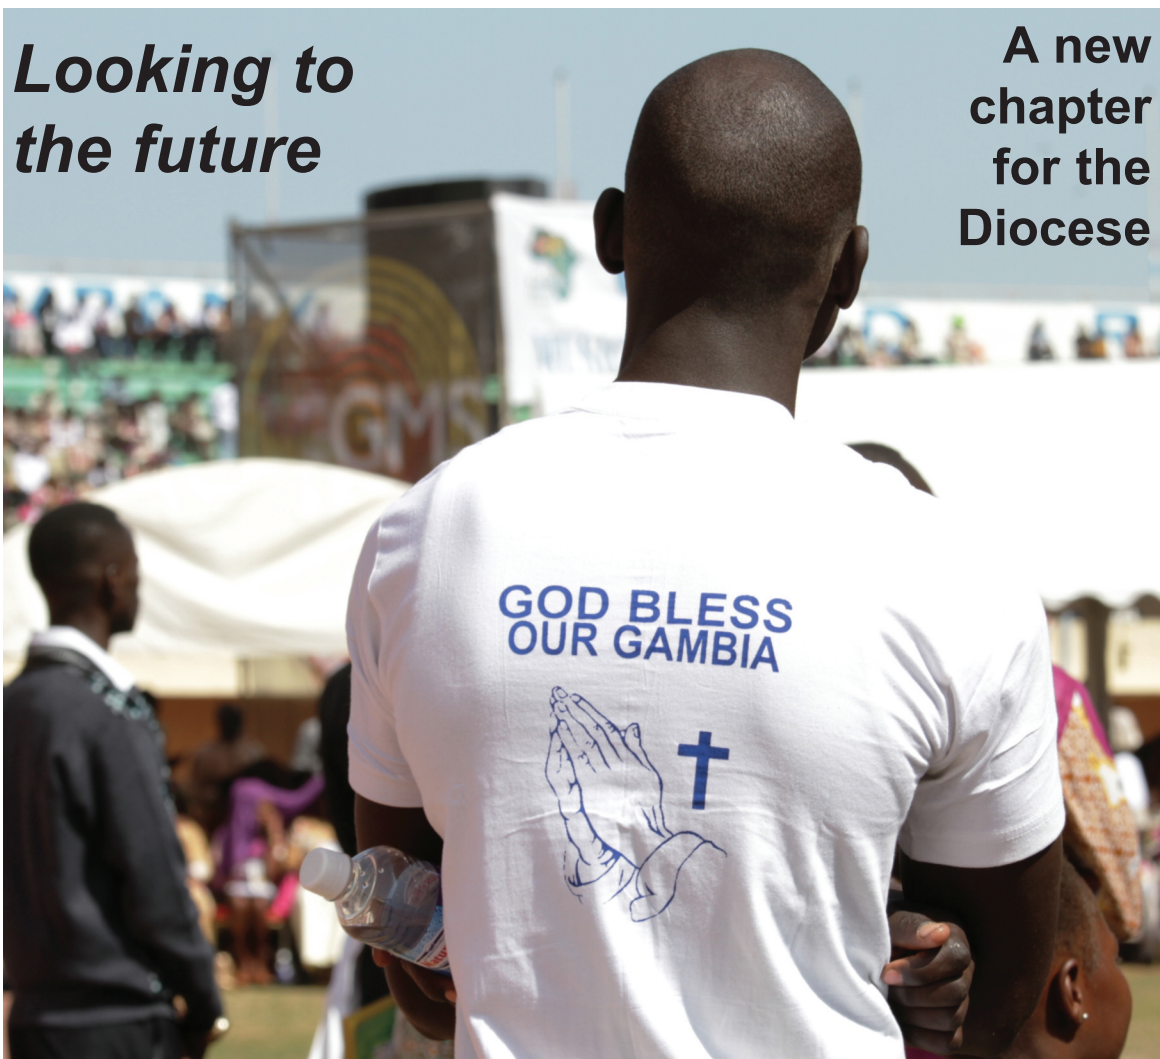 Looking to
the future
A new
chapter
for the
Diocese
GMS
GOD BLESS
OUR GAMBIA